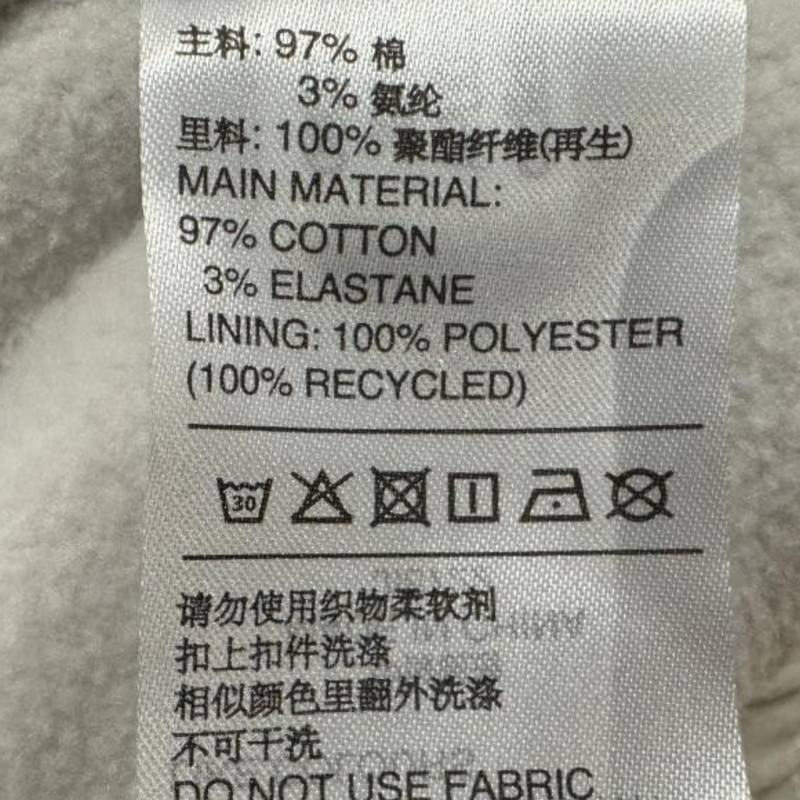 主料: 97% 棉
3% 氨纶
里料: 100% 聚酯纤维(再生)
MAIN MATERIAL:
97% COTTON
3% ELASTANE
LINING: 100% POLYESTER
(100% RECYCLED)
30
请勿使用织物柔软剂
扣上扣件洗涤
相似颜色里翻外洗涤
不可干洗
DO NOT USE FABRIC